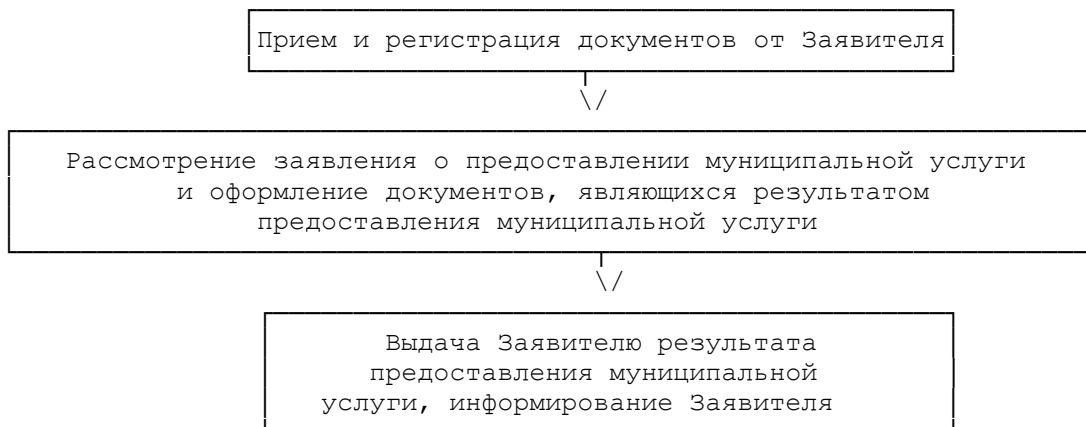 Прием и регистрация документов от Заявителя
\/
Рассмотрение заявления о предоставлении муниципальной услуги
и оформление документов, являющихся результатом
предоставления муниципальной услуги
\/
Выдача Заявителю результата
предоставления муниципальной
услуги, информирование Заявителя